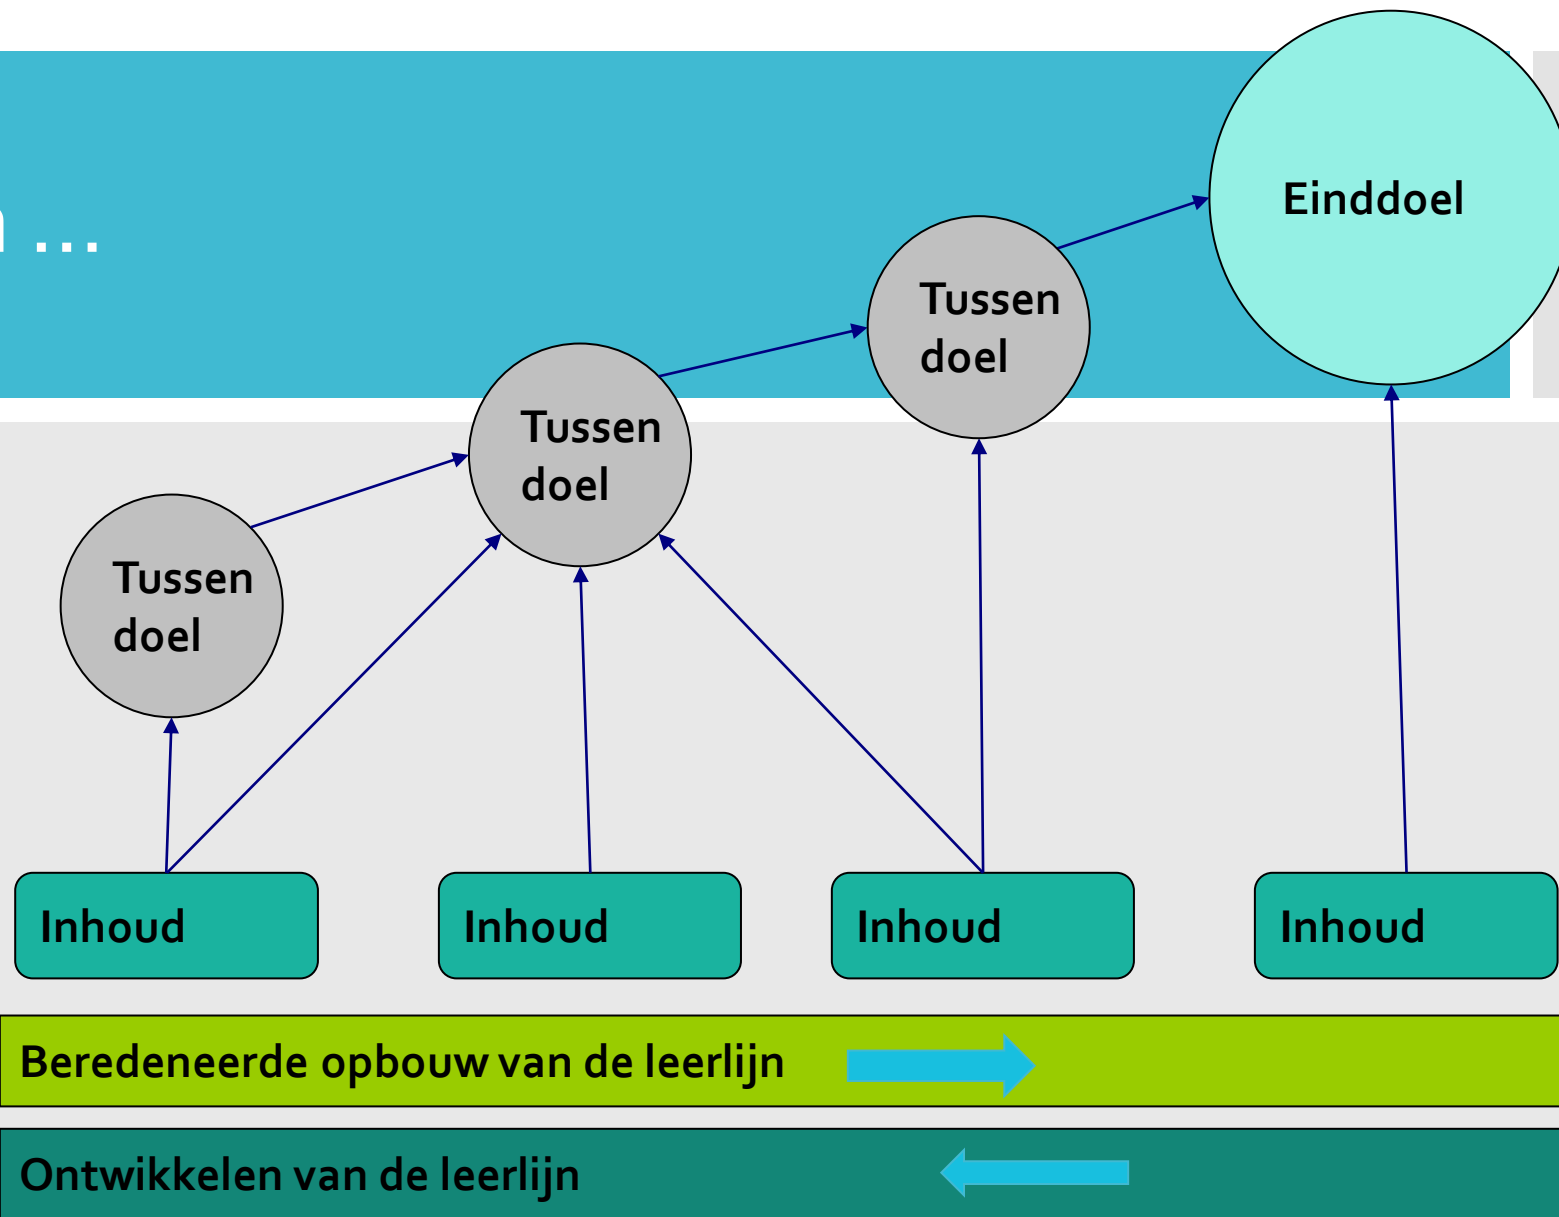 n ...
Einddoel
Tussen
doel
Tussen
doel
Tussen
doel
Inhoud
Inhoud
Inhoud
Inhoud
Beredeneerde opbouw van de leerlijn
Ontwikkelen van de leerlijn